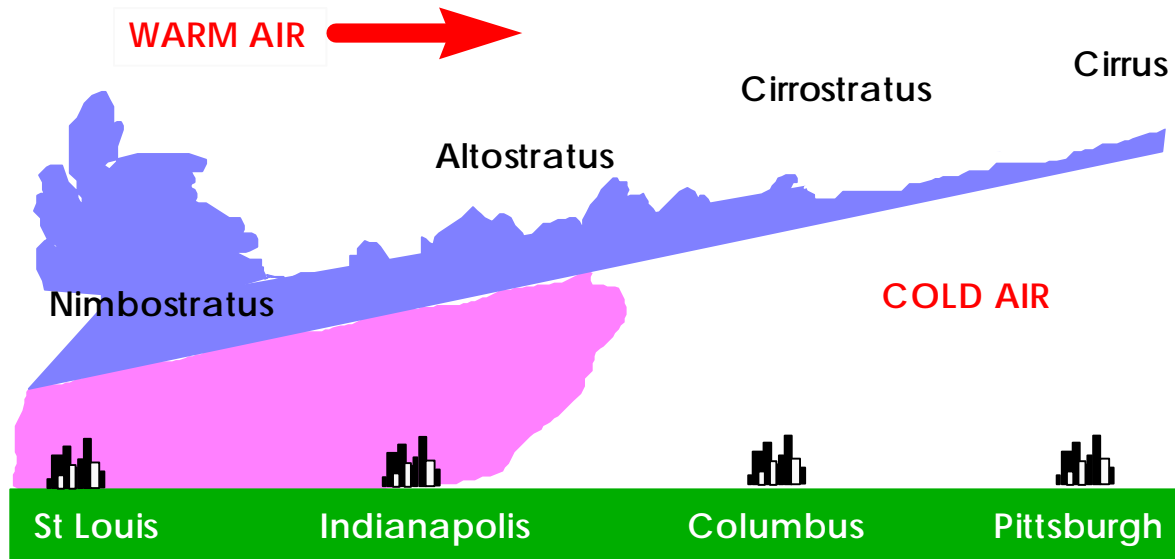 WARM AIR
Cirrus
Cirrostratus
Altostratus
Nimbostratus
COLD AIR
St Louis
Indianapolis
Columbus
Pittsburgh